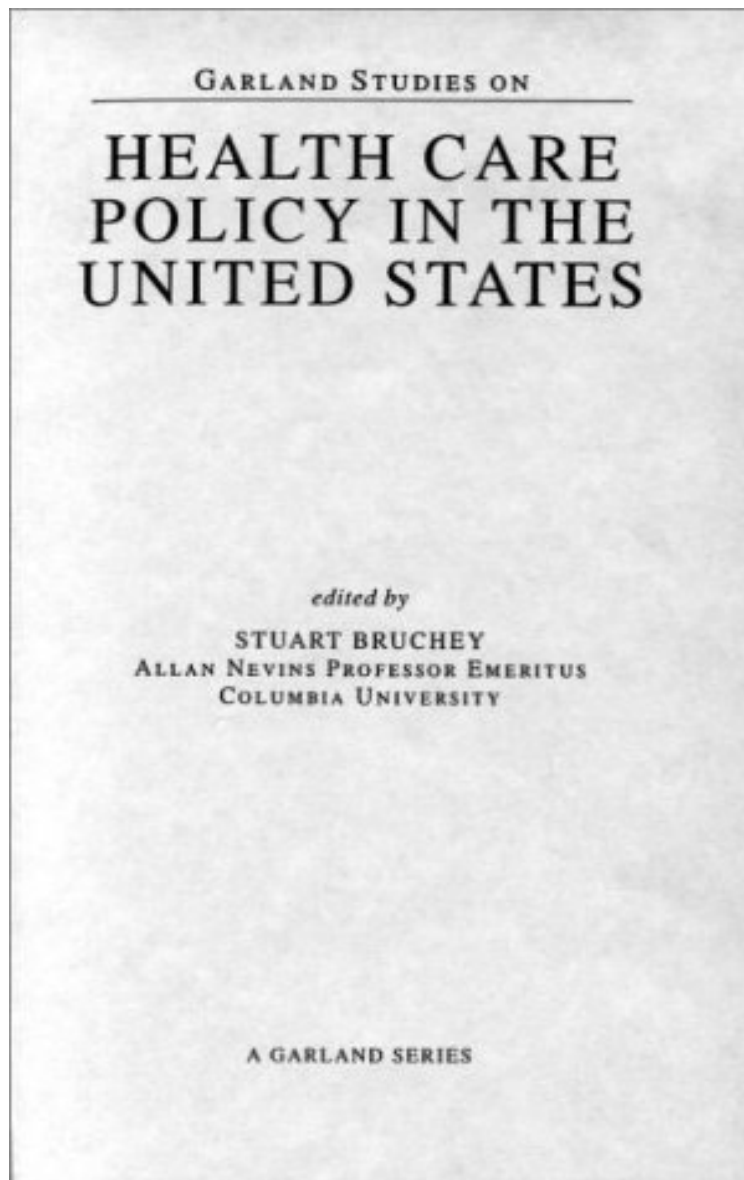 GARLAND STUDIES ON
HEALTH CARE
POLICY IN THE
UNITED STATES
edited by
STUART BRUCHEY
ALLAN NEVINS PROFESSOR EMERITUS
COLUMBIA UNIVERSITY
A GARLAND SERIES